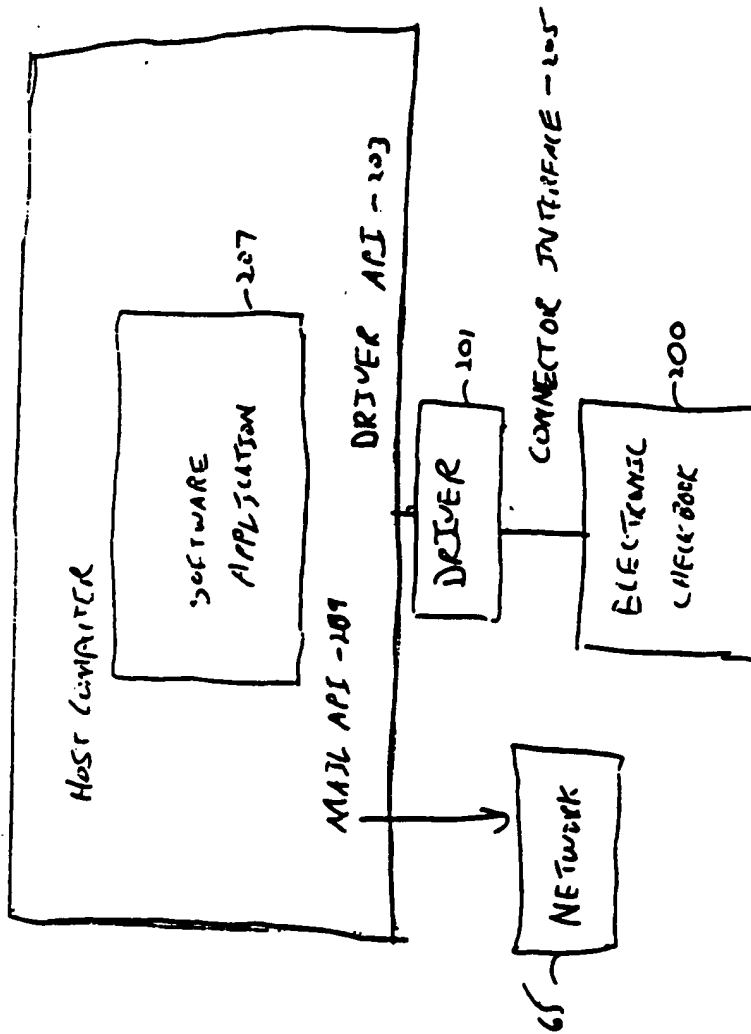 HOST COMPUTER
SOFTWARE
APPLICATION
-207
MAIL API -209
DRIVER API -203
DRIVER
-201
CONNECTOR INTERFACE -205
NETWORK
65
ELECTRONIC
CHECKBOOK
-200